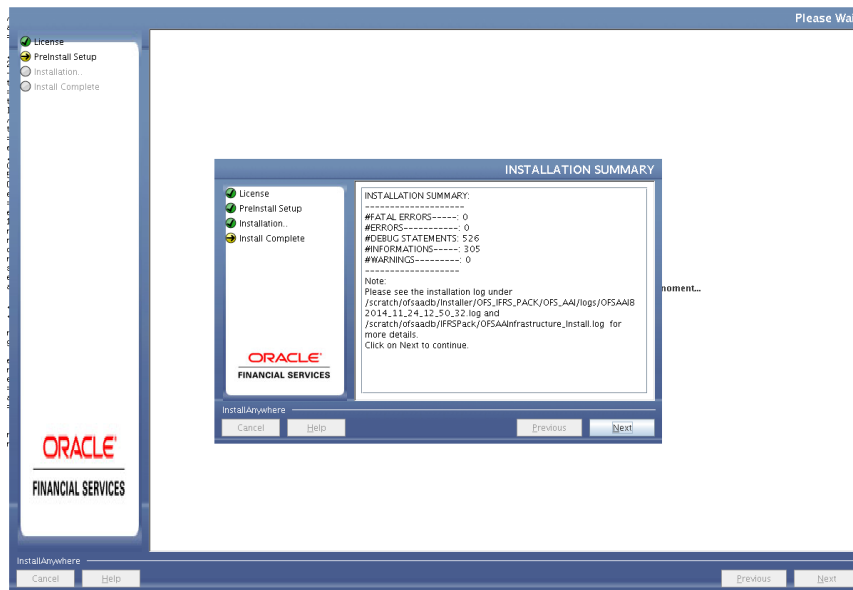 Please Wai
License
PreInstall Setup
Installation..
Install Complete
INSTALLATION SUMMARY
License
PreInstall Setup
Installation..
Install Complete
INSTALLATION SUMMARY:
--------------------
#FATAL ERRORS-----: 0
#ERRORS-----------: 0
#DEBUG STATEMENTS: 526
#INFORMATIONS-----: 305
#WARNINGS---------: 0
-------------------
Note:
Please see the installation log under
/scratch/ofsaadb/Installer/OFS_IFRS_PACK/OFS_AAI/logs/OFSAAI8
2014_11_24_12_50_32.log and
/scratch/ofsaadb/IFRSPack/OFSAAInfrastructure_Install.log for
more details.
Click on Next to continue.
noment...
ORACLE'
FINANCIAL SERVICES
InstallAnywhere
Cancel Help Previous Next
ORACLE'
FINANCIAL SERVICES
InstallAnywhere
Cancel Help Previous Next